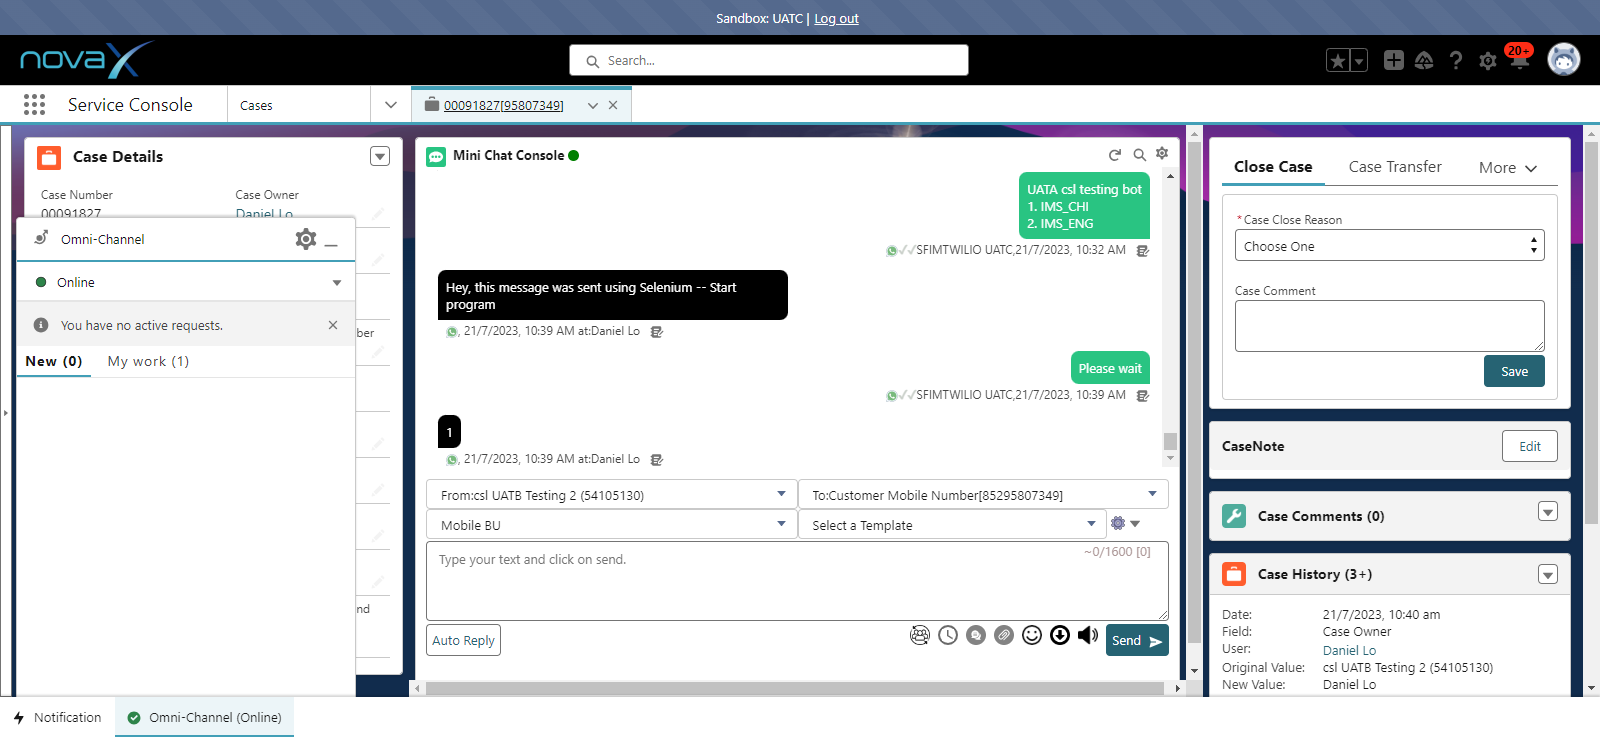 Sandbox: UATC | Log out
novaX
Search...
20+
Service Console
Cases
00091827[95807349]
Case Details
Case Number
Case Owner
00091827
Daniel Lo
Omni-Channel
Online
You have no active requests.
New (0)
My work (1)
ber
nd
Mini Chat Console
UATA csl testing bot
1. IMS_CHI
2. IMS_ENG
SFIMTWILIO UATC,21/7/2023, 10:32 AM
Hey, this message was sent using Selenium -- Start
program
, 21/7/2023, 10:39 AM at:Daniel Lo
Please wait
SFIMTWILIO UATC,21/7/2023, 10:39 AM
1
, 21/7/2023, 10:39 AM at:Daniel Lo
From:csl UATB Testing 2 (54105130)
To:Customer Mobile Number[85295807349]
Mobile BU
Select a Template
Type your text and click on send.
~0/1600 [0]
Auto Reply
Send
Close Case
Case Transfer
More
*Case Close Reason
Choose One
Case Comment
Save
CaseNote
Edit
Case Comments (0)
Case History (3+)
Date: 21/7/2023, 10:40 am
Field: Case Owner
User: Daniel Lo
Original Value: csl UATB Testing 2 (54105130)
New Value: Daniel Lo
Notification
Omni-Channel (Online)